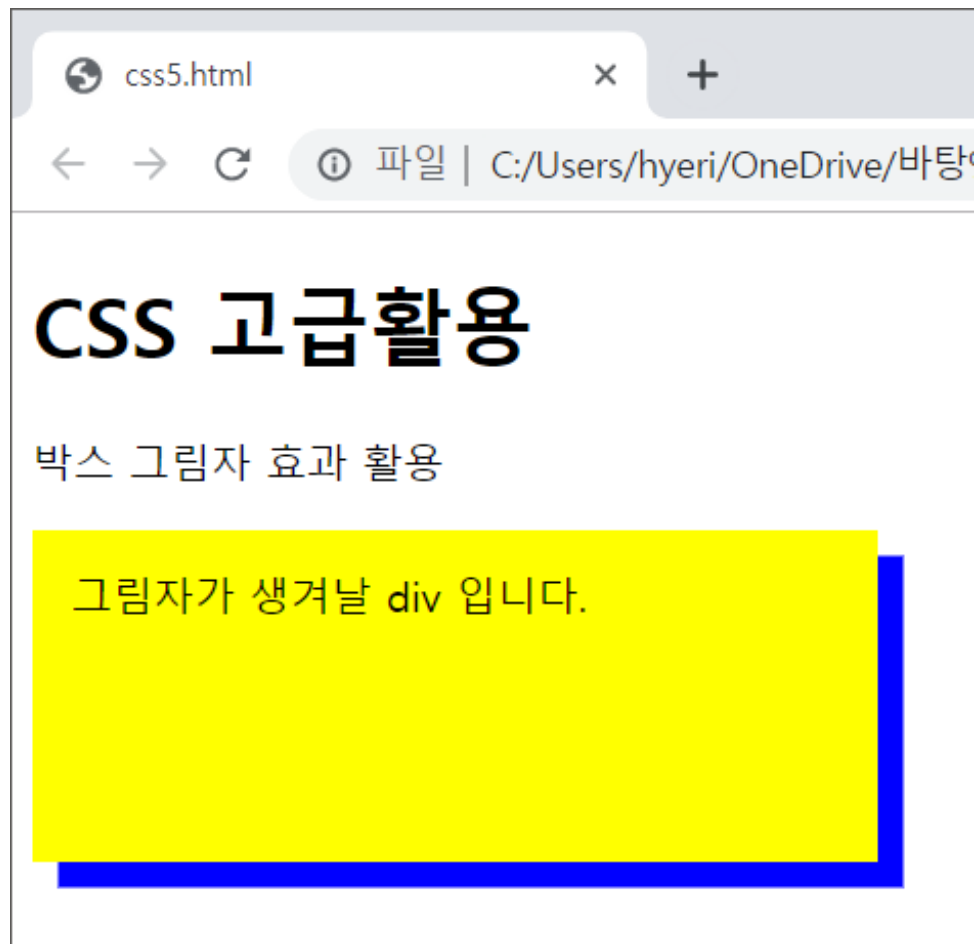 css5.html
파일 | C:/Users/hyeri/OneDrive/바탕
CSS 고급활용
박스 그림자 효과 활용
그림자가 생겨날 div 입니다.